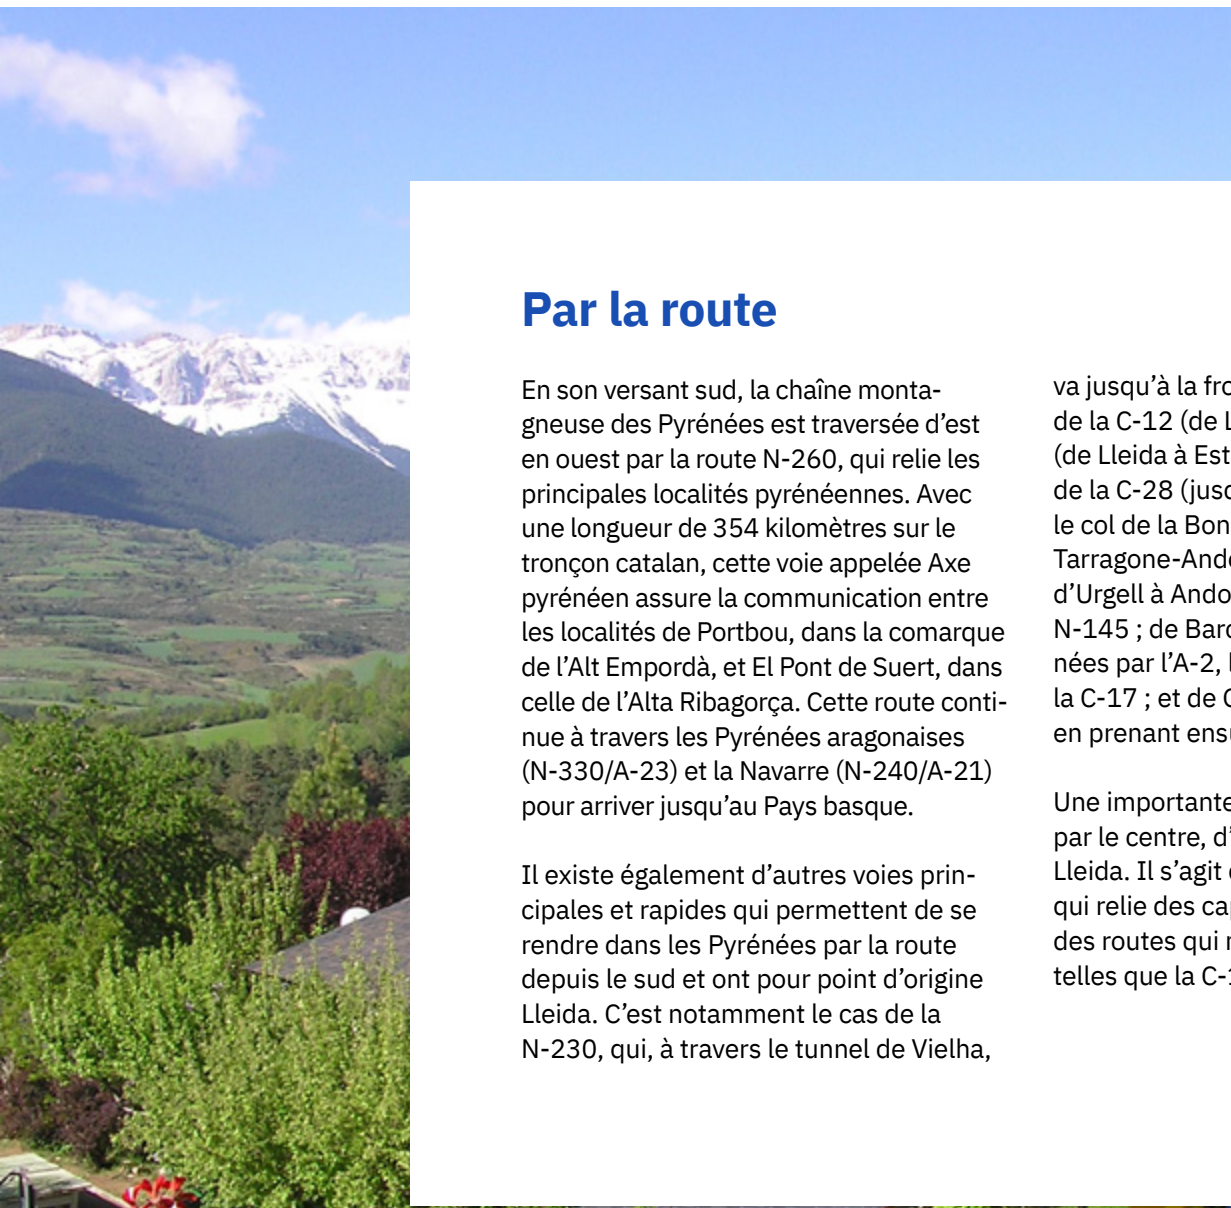 Par la route
En son versant sud, la chaîne monta-
gneuse des Pyrénées est traversée d’est
en ouest par la route N-260, qui relie les
principales localités pyrénéennes. Avec
une longueur de 354 kilomètres sur le
tronçon catalan, cette voie appelée Axe
pyrénéen assure la communication entre
les localités de Portbou, dans la comarque
de l’Alt Empordà, et El Pont de Suert, dans
celle de l’Alta Ribagorça. Cette route conti-
nue à travers les Pyrénées aragonaises
(N-330/A-23) et la Navarre (N-240/A-21)
pour arriver jusqu’au Pays basque.
Il existe également d’autres voies prin-
cipales et rapides qui permettent de se
rendre dans les Pyrénées par la route
depuis le sud et ont pour point d’origine
Lleida. C’est notamment le cas de la
N-230, qui, à travers le tunnel de Vielha,
va jusqu’à la
de la C-12 (de
(de Lleida à
de la C-28
le col de la
d’Urgell à
N-145 ; de
nées par l’A-2,
la C-17 ; et de
en prenant
Une importante
par le centre,
Lleida. Il s’agit
qui relie des
des routes qui
telles que la